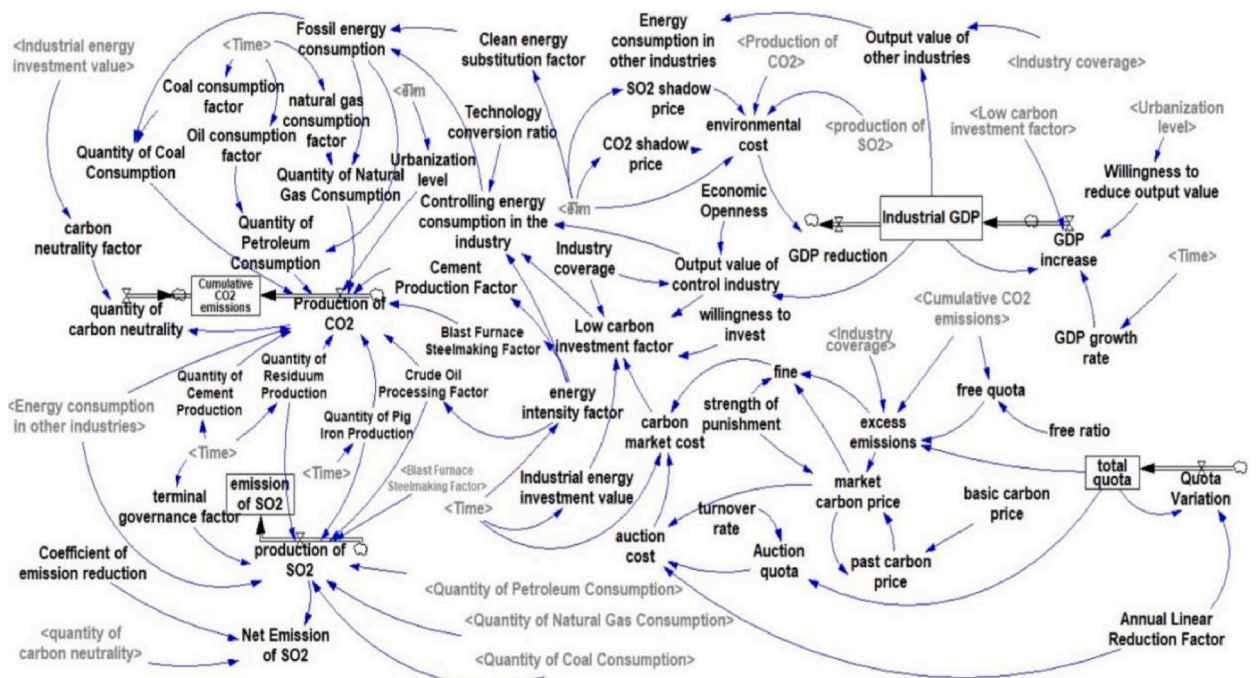 <Industrial energy
investment value>
<Time>
Fossil energy
consumption
Clean energy
substitution factor
Energy
consumption in
other industries
<Production of
CO2>
Output value of
other industries
<Industry coverage>
Coal consumption
factor
natural gas
consumption
factor
Oil consumption
factor
<Tim
Technology
conversion ratio
SO2 shadow
price
environmental
cost
<production of
SO2>
<Low carbon
investment factor>
<Urbanization
level>
Quantity of Coal
Consumption
Quantity of Natural
Gas Consumption
Urbanization
level
CO2 shadow
price
Willingness to
reduce output value
Controlling energy
consumption in the
industry
<Tim
Economic
Openness
Industrial GDP
GDP reduction
GDP
increase
carbon
neutrality factor
Quantity of
Petroleum
Consumption
Industry
coverage
Output value of
control industry
<Time>
Cumulative
CO2
emissions
quantity of
carbon neutrality
Production of
CO2
Cement
Production Factor
<Cumulative CO2
emissions>
willingness to
invest
Low carbon
investment factor
Blast Furnace
Steelmaking Factor
<Industry
coverage>
GDP growth
rate
Quantity of
Cement
Production
Quantity of
Residuum
Production
Crude Oil
Processing Factor
energy
intensity factor
fine
free quota
<Energy consumption
in other industries>
Quantity of Pig
Iron Production
carbon
market cost
strength of
punishment
excess
emissions
free ratio
<Time>
<Time>
<Blast Furnace
Steelmaking Factor>
Industrial energy
investment value
total
quota
Quota
Variation
emission
of SO2
terminal
governance factor
<Time>
market
carbon price
basic carbon
price
turnover
rate
auction
cost
Auction
quota
past carbon
price
Coefficient of
emission reduction
production of
SO2
<Quantity of Petroleum Consumption>
<Quantity of Natural Gas Consumption>
<Quantity of Coal Consumption>
Annual Linear
Reduction Factor
<quantity of
carbon neutrality>
Net Emission
of SO2